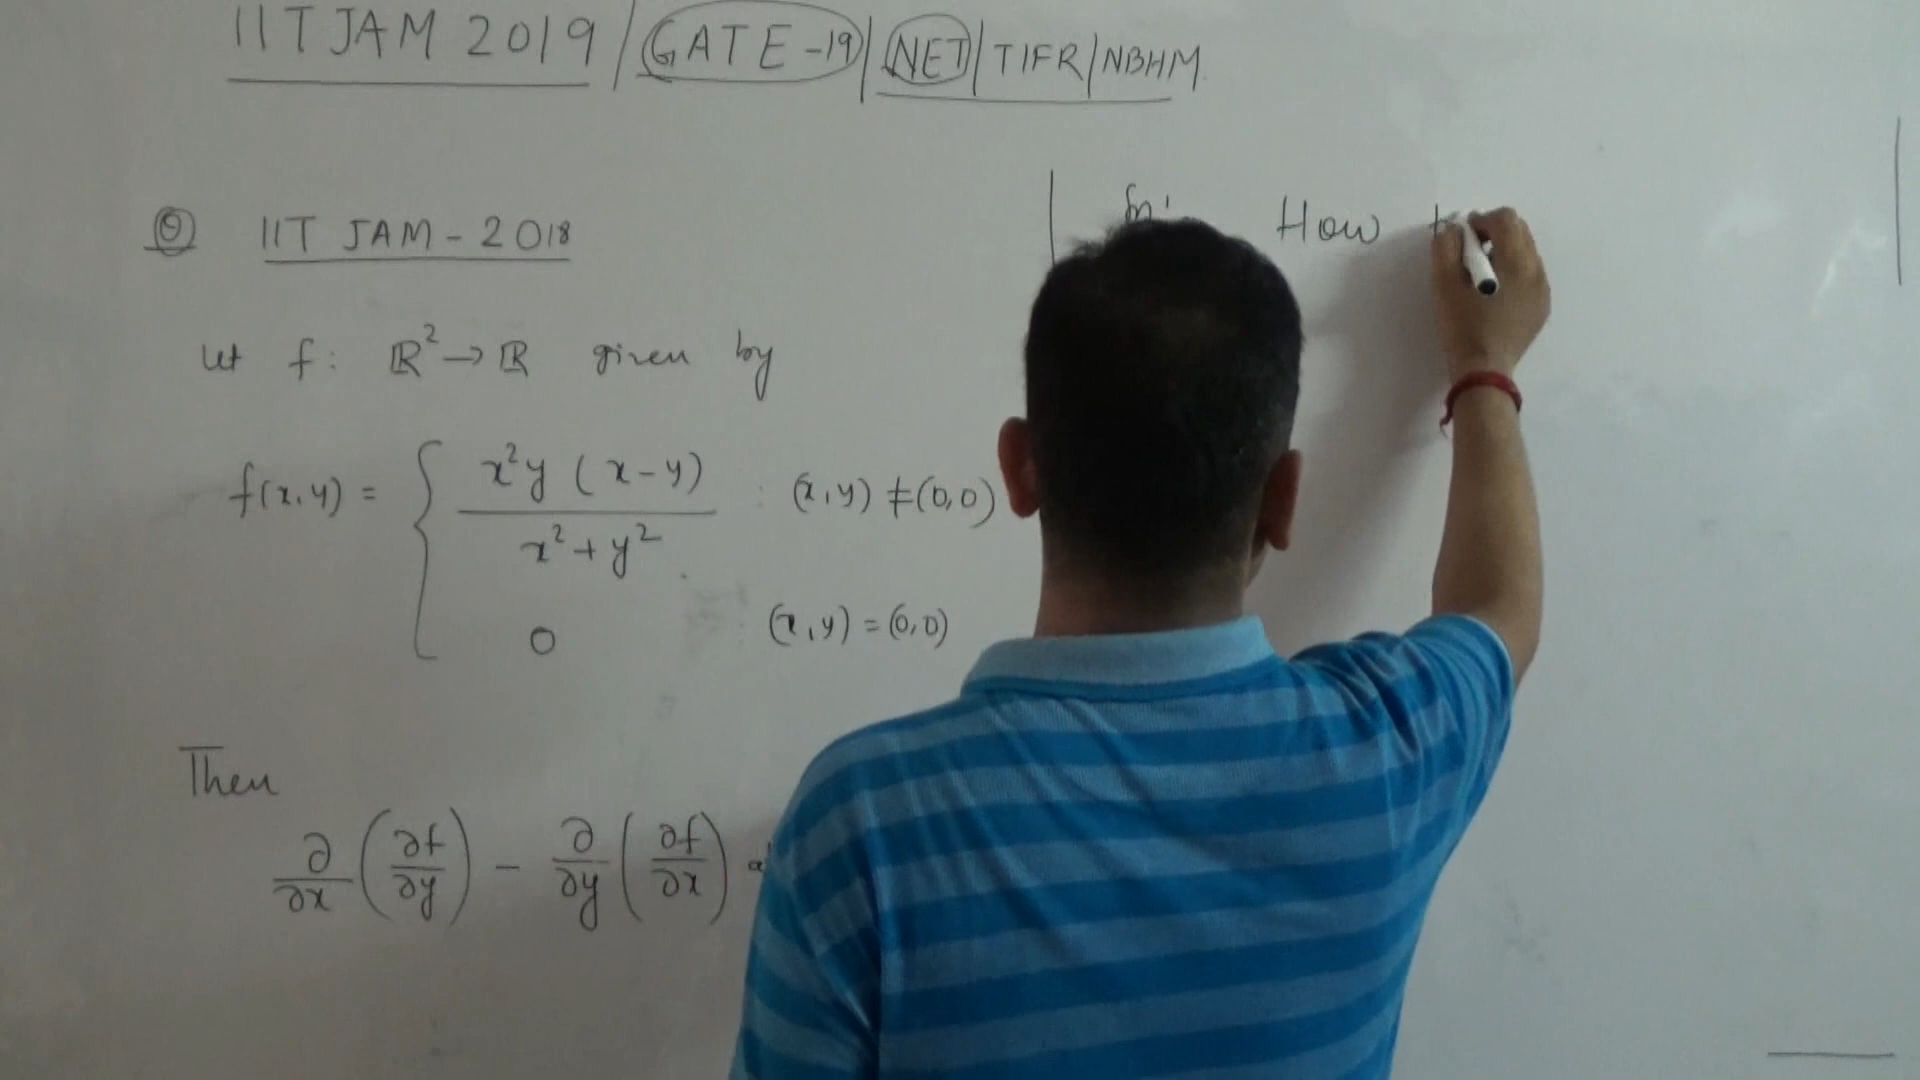 IIT JAM 2019 / GATE-19 / NET / TIFR / NBHM
Q IIT JAM - 2018
How
Let f: ℝ² → ℝ given by
f(x,y) = { x²y (x-y) / x²+y² : (x,y) ≠ (0,0)
0 : (x,y) = (0,0)
Then
∂/∂x (∂f/∂y) - ∂/∂y (∂f/∂x)